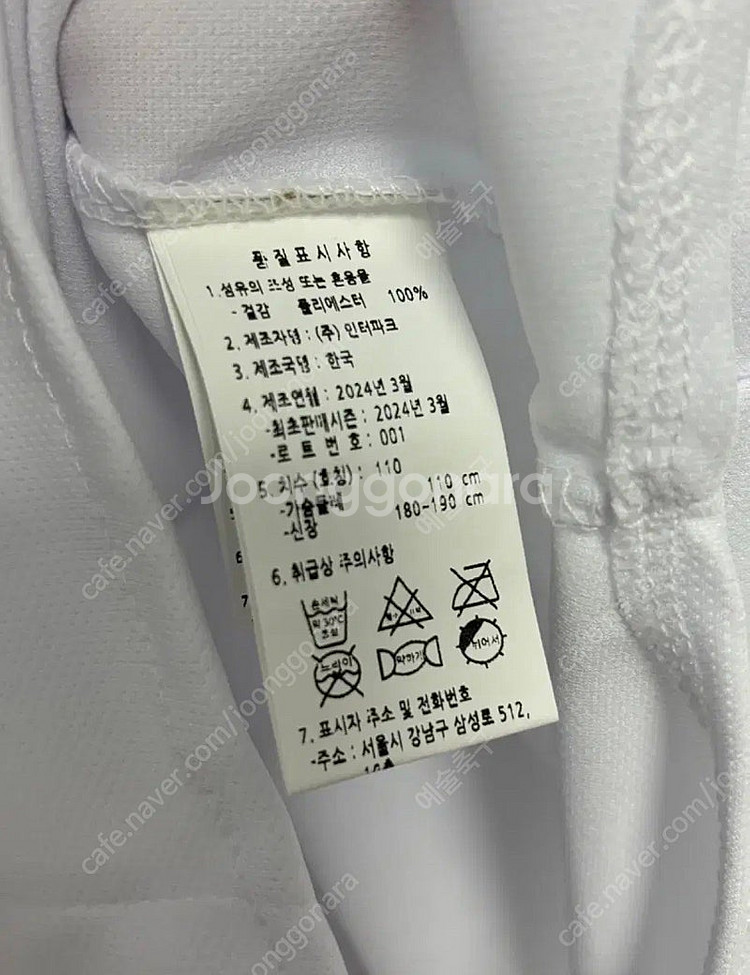 품질표시사항
1. 섬유의 조성 또는 혼용율
- 겉감 폴리에스터 100%
2. 제조자명 : (주) 인터파크
3. 제조국명 : 한국
4. 제조연월 : 2024년 3월
-최초판매시즌 : 2024년 3월
-로트번호 : 001
5. 치수 (호칭) : 110
-가슴둘레 110 cm
-신장 180~190 cm
6. 취급상 주의사항
손세탁
약 30℃
중성
드라이
약하게
뉘어서
7. 표시자 주소 및 전화번호
-주소 : 서울시 강남구 삼성로 512,
6
7
Joonggonara
예술축구
cafe.naver.com/joonggonara